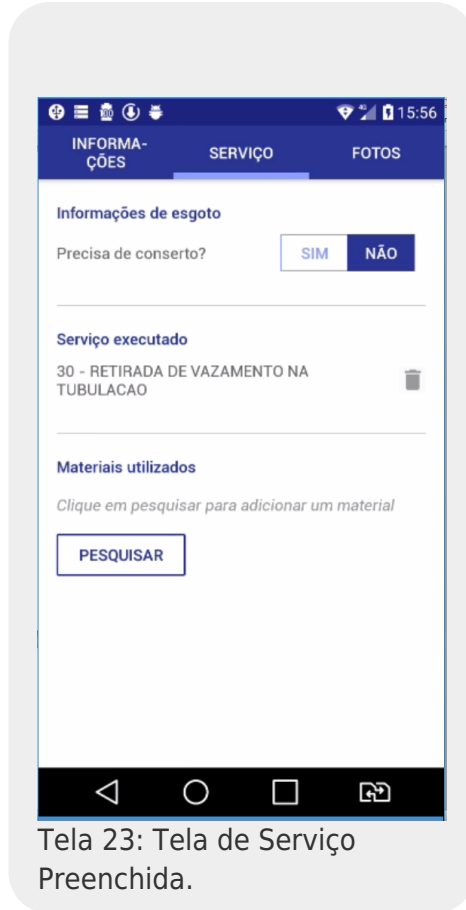 15:56
INFORMA-
ÇÕES
SERVIÇO
FOTOS
Informações de esgoto
Precisa de conserto?
SIM
NÃO
Serviço executado
30 - RETIRADA DE VAZAMENTO NA
TUBULACAO
Materiais utilizados
Clique em pesquisar para adicionar um material
PESQUISAR
Tela 23: Tela de Serviço
Preenchida.